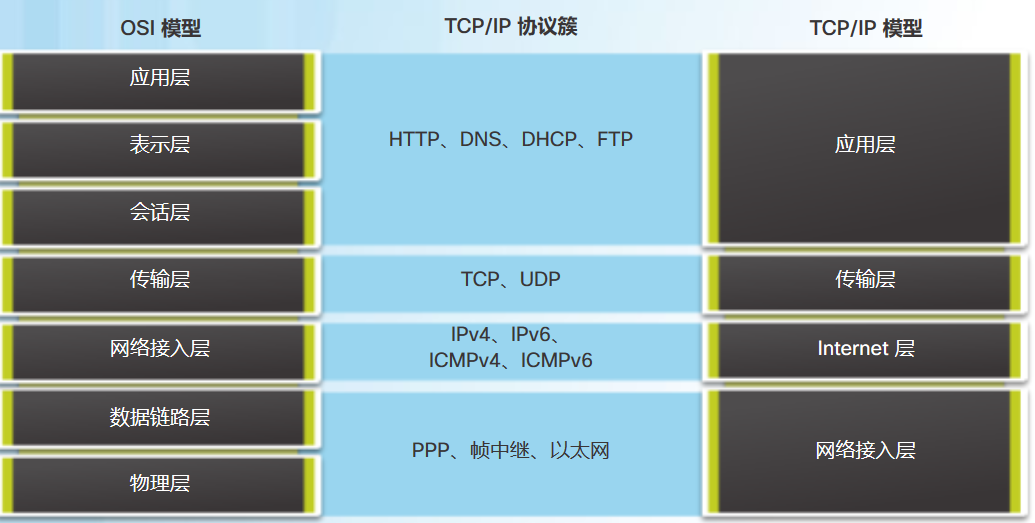 OSI 模型
TCP/IP 协议簇
TCP/IP 模型
应用层
表示层
会话层
传输层
网络接入层
数据链路层
物理层
HTTP、DNS、DHCP、FTP
TCP、UDP
IPv4、IPv6、
ICMPv4、ICMPv6
PPP、帧中继、以太网
应用层
传输层
Internet 层
网络接入层